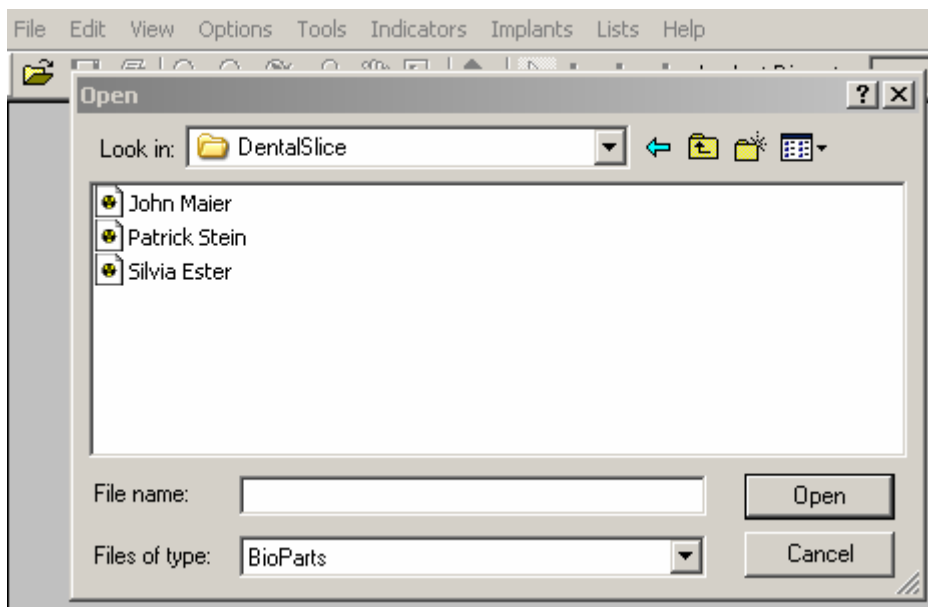 File Edit View Options Tools Indicators Implants Lists Help
Open
Look in: DentalSlice
John Maier
Patrick Stein
Silvia Ester
File name:
Open
Files of type: BioParts
Cancel